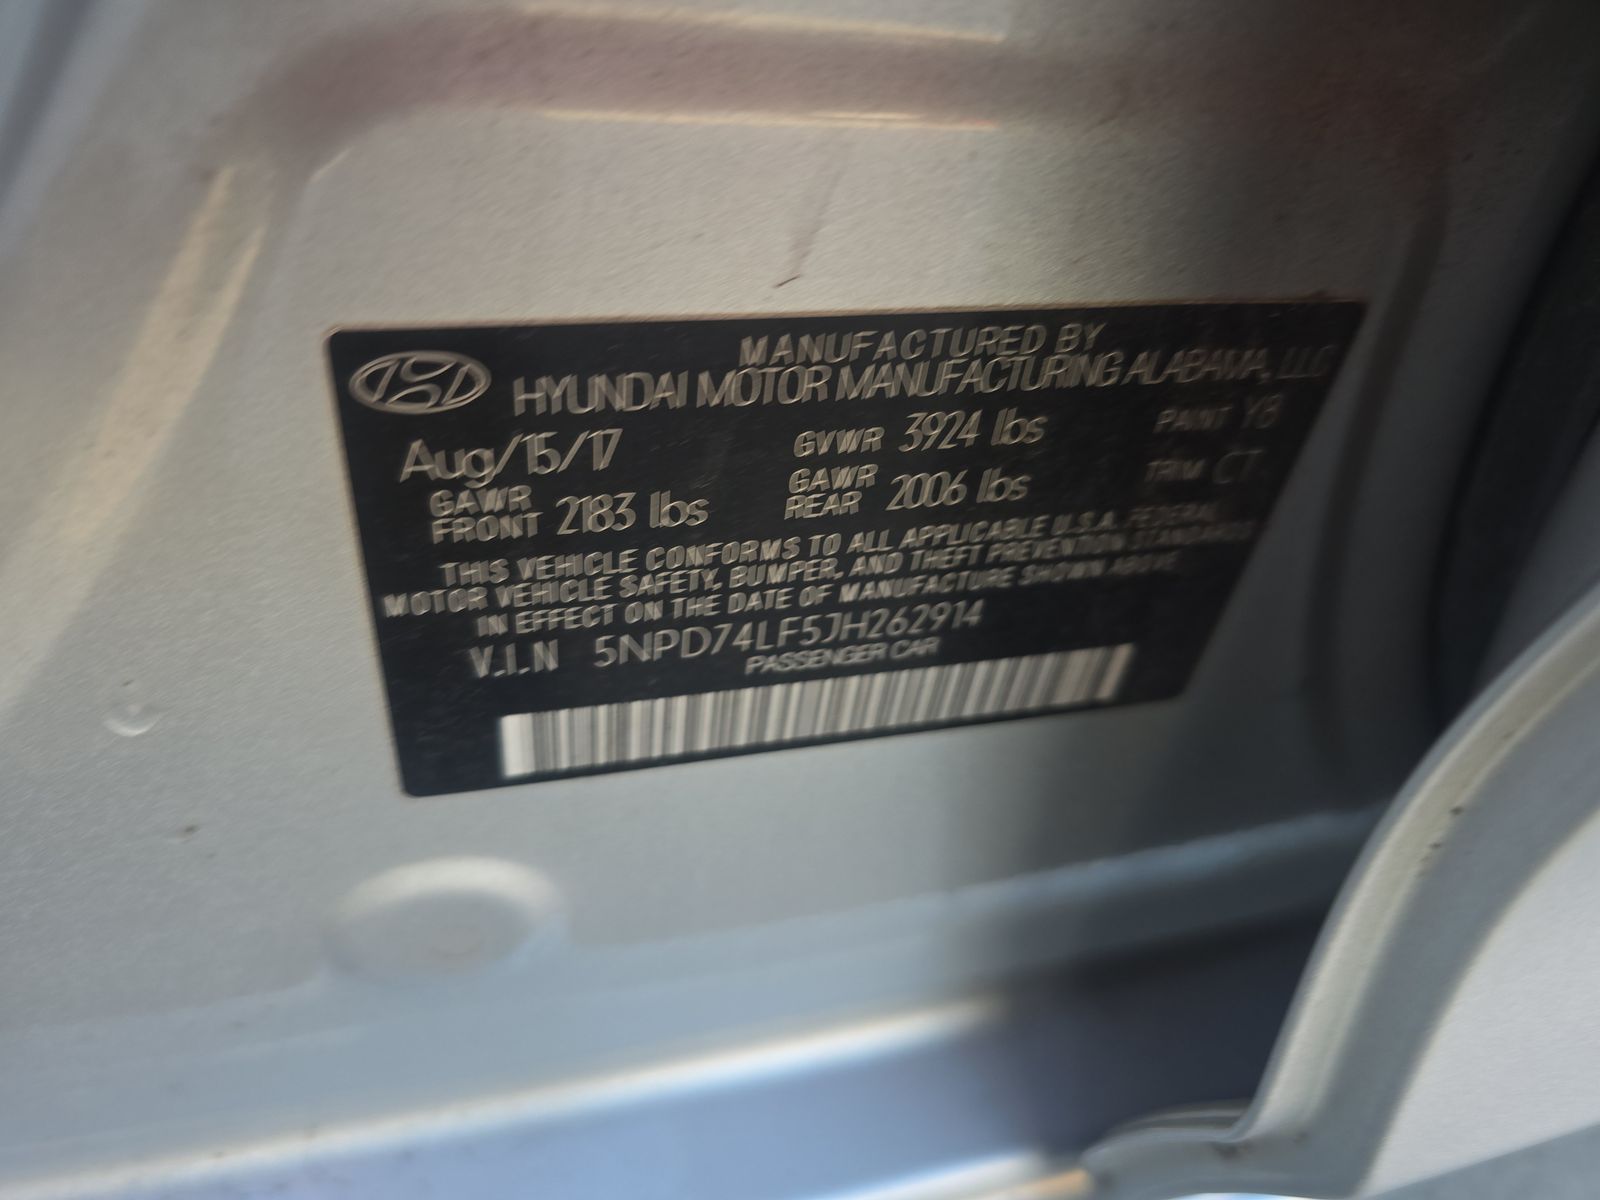 MANUFACTURED BY
HYUNDAI MOTOR MANUFACTURING ALABAMA, LLC
Aug/15/17 GVWR 3924 lbs PAINT Y8
GAWR FRONT 2183 lbs GAWR REAR 2006 lbs TRIM CT
THIS VEHICLE CONFORMS TO ALL APPLICABLE U.S.A. FEDERAL
MOTOR VEHICLE SAFETY, BUMPER, AND THEFT PREVENTION STANDARDS
IN EFFECT ON THE DATE OF MANUFACTURE SHOWN ABOVE.
V.I.N 5NPD74LF5JH262914
PASSENGER CAR